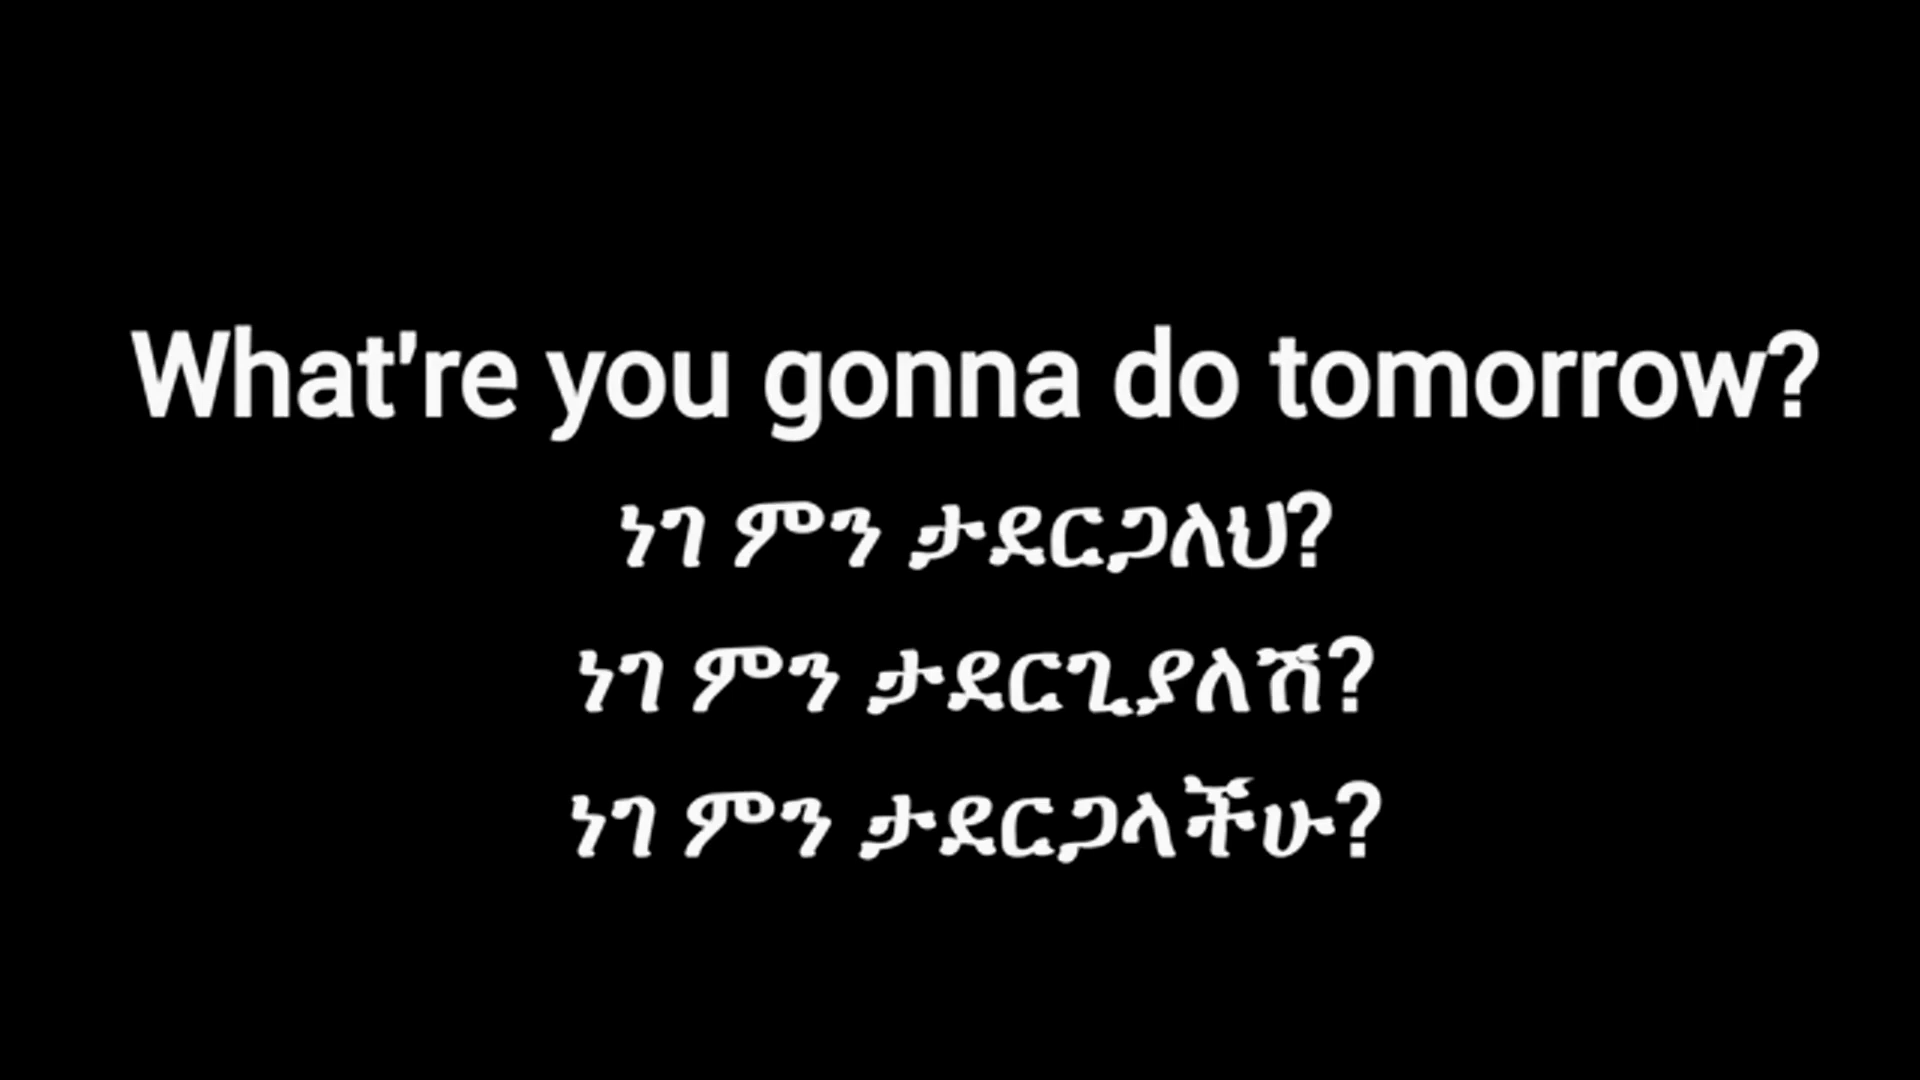 What're you gonna do tomorrow?
ነገ ምን ታደርጋለህ?
ነገ ምን ታደርጊያለሽ?
ነገ ምን ታደርጋላችሁ?